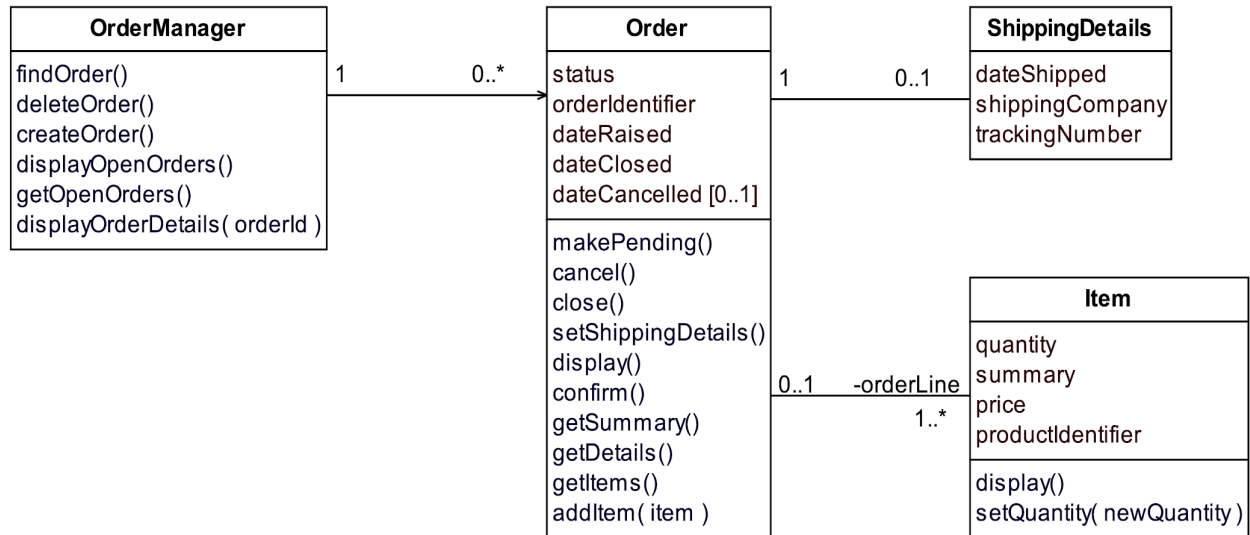 OrderManager
findOrder()
deleteOrder()
createOrder()
displayOpenOrders()
getOpenOrders()
displayOrderDetails( orderId )
1
0..*
Order
status
orderIdentifier
dateRaised
dateClosed
dateCancelled [0..1]
makePending()
cancel()
close()
setShippingDetails()
display()
confirm()
getSummary()
getDetails()
getItems()
addItem( item )
1
0..1
ShippingDetails
dateShipped
shippingCompany
trackingNumber
0..1
-orderLine
1..*
Item
quantity
summary
price
productIdentifier
display()
setQuantity( newQuantity )